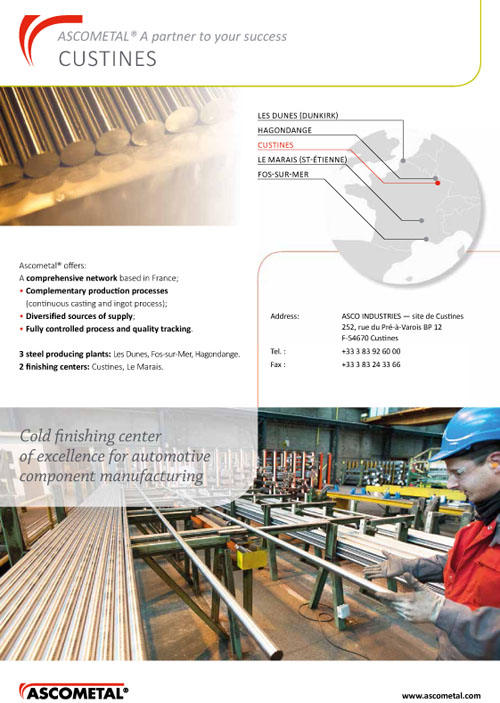 ASCOMETAL® A partner to your success
CUSTINES
LES DUNES (DUNKIRK)
HAGONDANGE
CUSTINES
LE MARAIS (ST-ÉTIENNE)
FOS-SUR-MER
Ascometal® offers:
A comprehensive network based in France;
• Complementary production processes
(continuous casting and ingot process);
• Diversified sources of supply;
• Fully controlled process and quality tracking.
3 steel producing plants: Les Dunes, Fos-sur-Mer, Hagondange.
2 finishing centers: Custines, Le Marais.
Address: ASCO INDUSTRIES — site de Custines
252, rue du Pré-à-Varois BP 12
F-54670 Custines
Tel. : +33 3 83 92 60 00
Fax : +33 3 83 24 33 66
Cold finishing center
of excellence for automotive
component manufacturing
ASCOMETAL®
www.ascometal.com